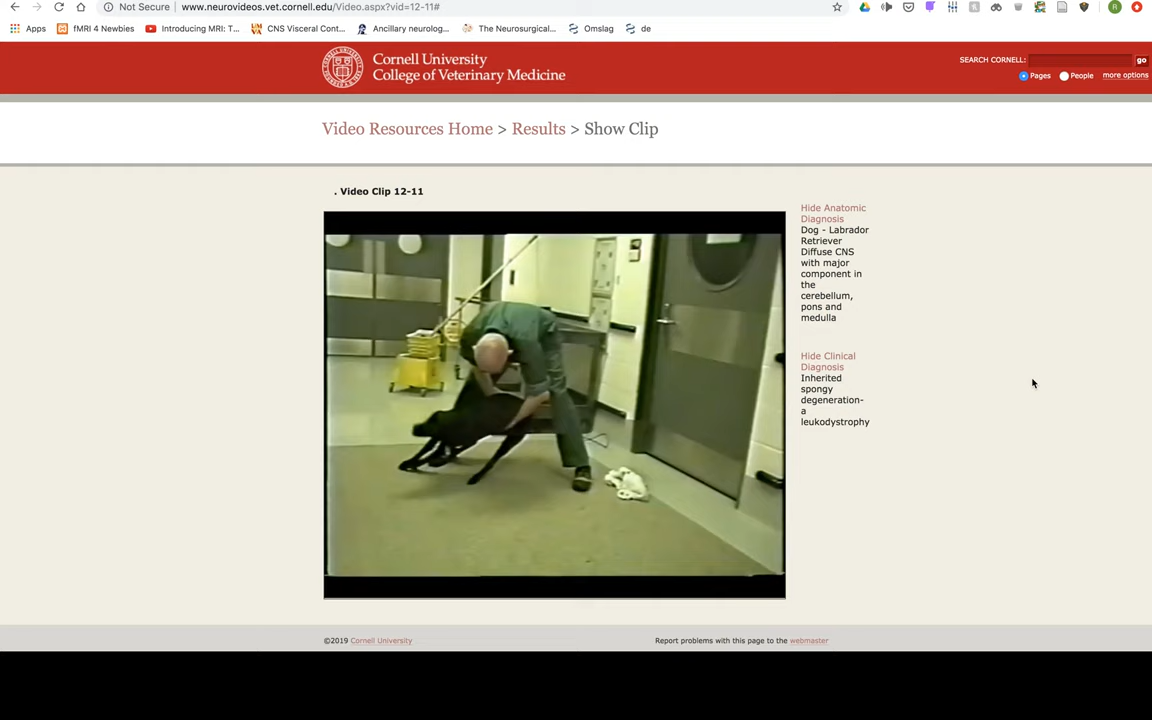 Not Secure www.neurovideos.vet.cornell.edu/Video.aspx?vid=12-11#
Apps fMRI 4 Newbies Introducing MRI: T... CNS Visceral Cont... Ancillary neurolog... The Neurosurgical... Omslag de
Cornell University
College of Veterinary Medicine
SEARCH CORNELL: go
Pages People more options
Video Resources Home > Results > Show Clip
. Video Clip 12-11
Hide Anatomic
Diagnosis
Dog - Labrador
Retriever
Diffuse CNS
with major
component in
the
cerebellum,
pons and
medulla
Hide Clinical
Diagnosis
Inherited
spongy
degeneration-
a
leukodystrophy
©2019 Cornell University
Report problems with this page to the webmaster